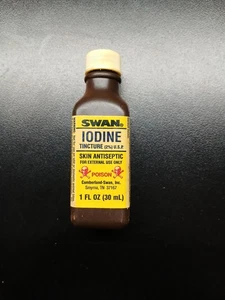 SWAN®
IODINE
TINCTURE (2%) U.S.P.
SKIN ANTISEPTIC
FOR EXTERNAL USE ONLY
POISON
Cumberland-Swan, Inc.
Smyrna, TN 37167
1 FL OZ (30 mL)